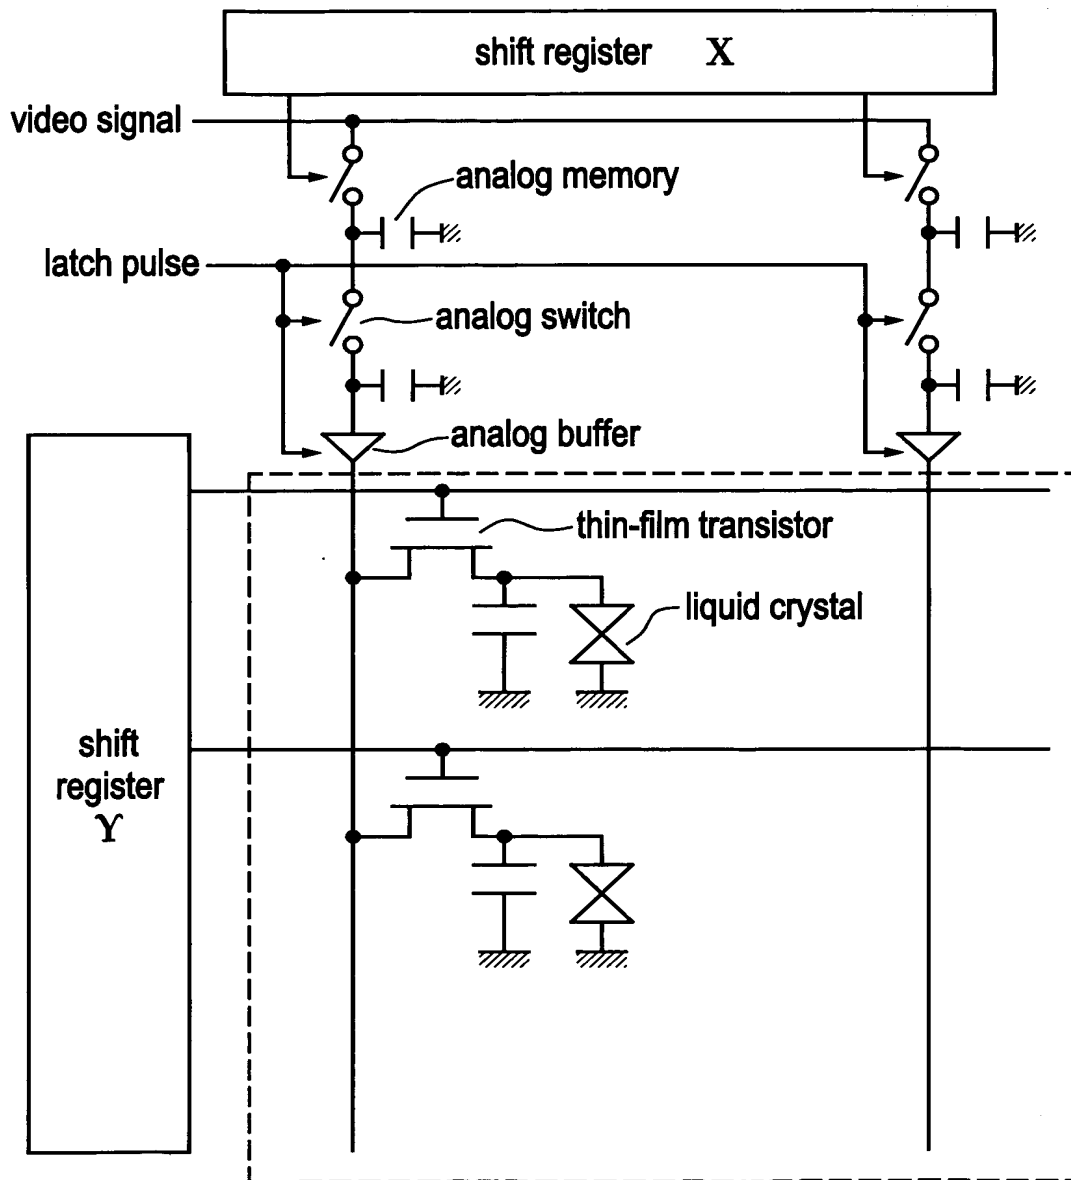 shift register X
video signal
analog memory
latch pulse
analog switch
analog buffer
thin-film transistor
liquid crystal
shift
register
Y